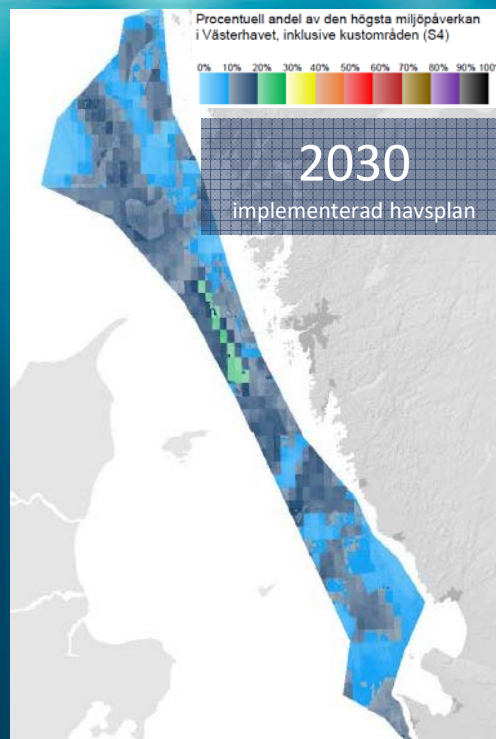 Procentuell andel av den högsta miljöpåverkan
i Västerhavet, inklusive kustområden (S4)
0% 10% 20% 30% 40% 50% 60% 70% 80% 90% 100%
2030
implementerad havsplan